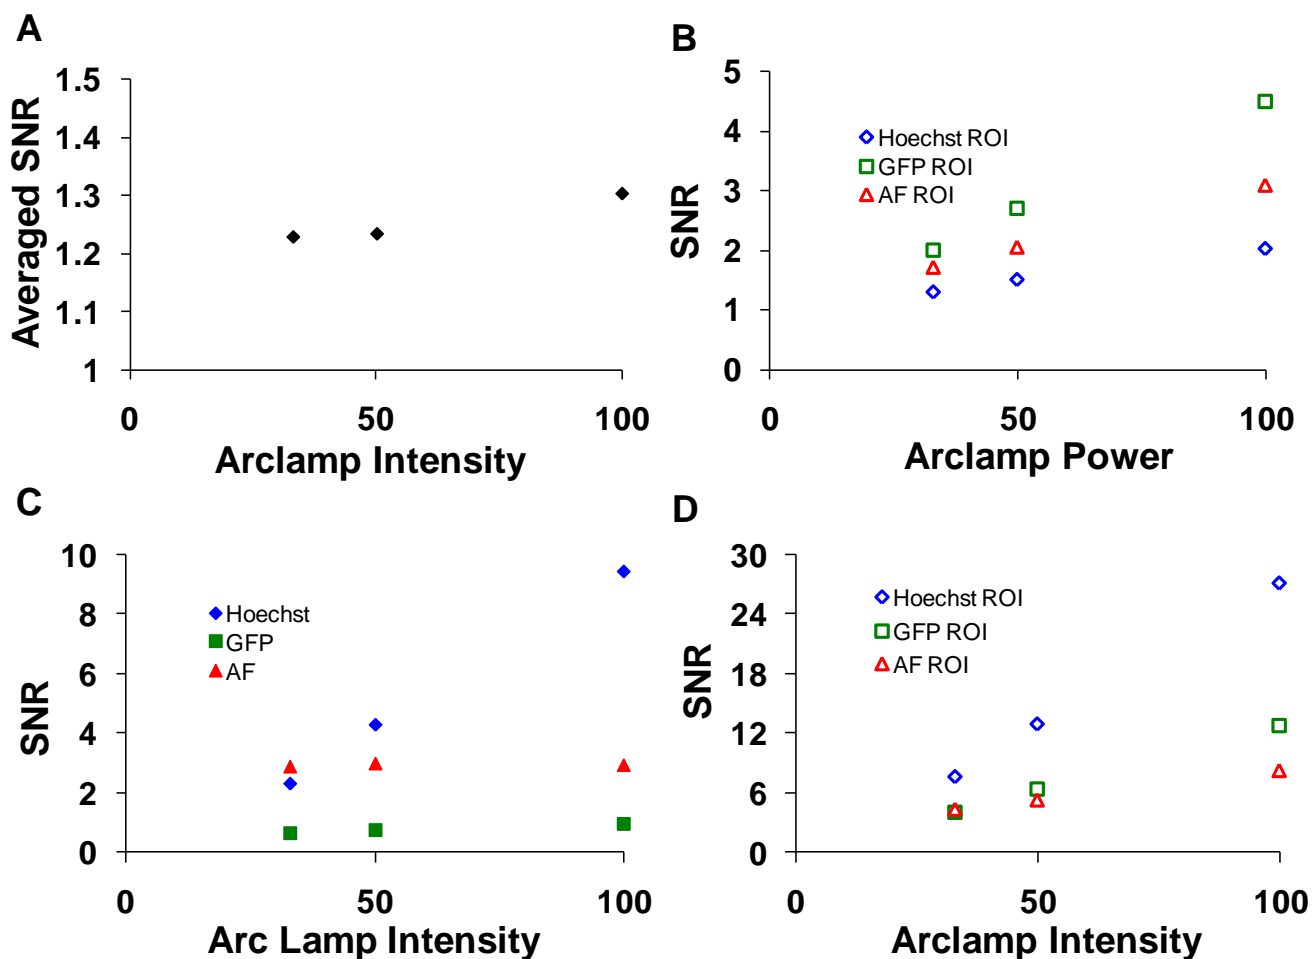 A
Averaged SNR
1.5
1.4
1.3
1.2
1.1
1
0
50
100
Arclamp Intensity
B
SNR
5
4
3
2
1
0
Hoechst ROI
GFP ROI
AF ROI
0
50
100
Arclamp Power
C
SNR
10
8
6
4
2
0
Hoechst
GFP
AF
0
50
100
Arc Lamp Intensity
D
SNR
30
24
18
12
6
0
Hoechst ROI
GFP ROI
AF ROI
0
50
100
Arclamp Intensity